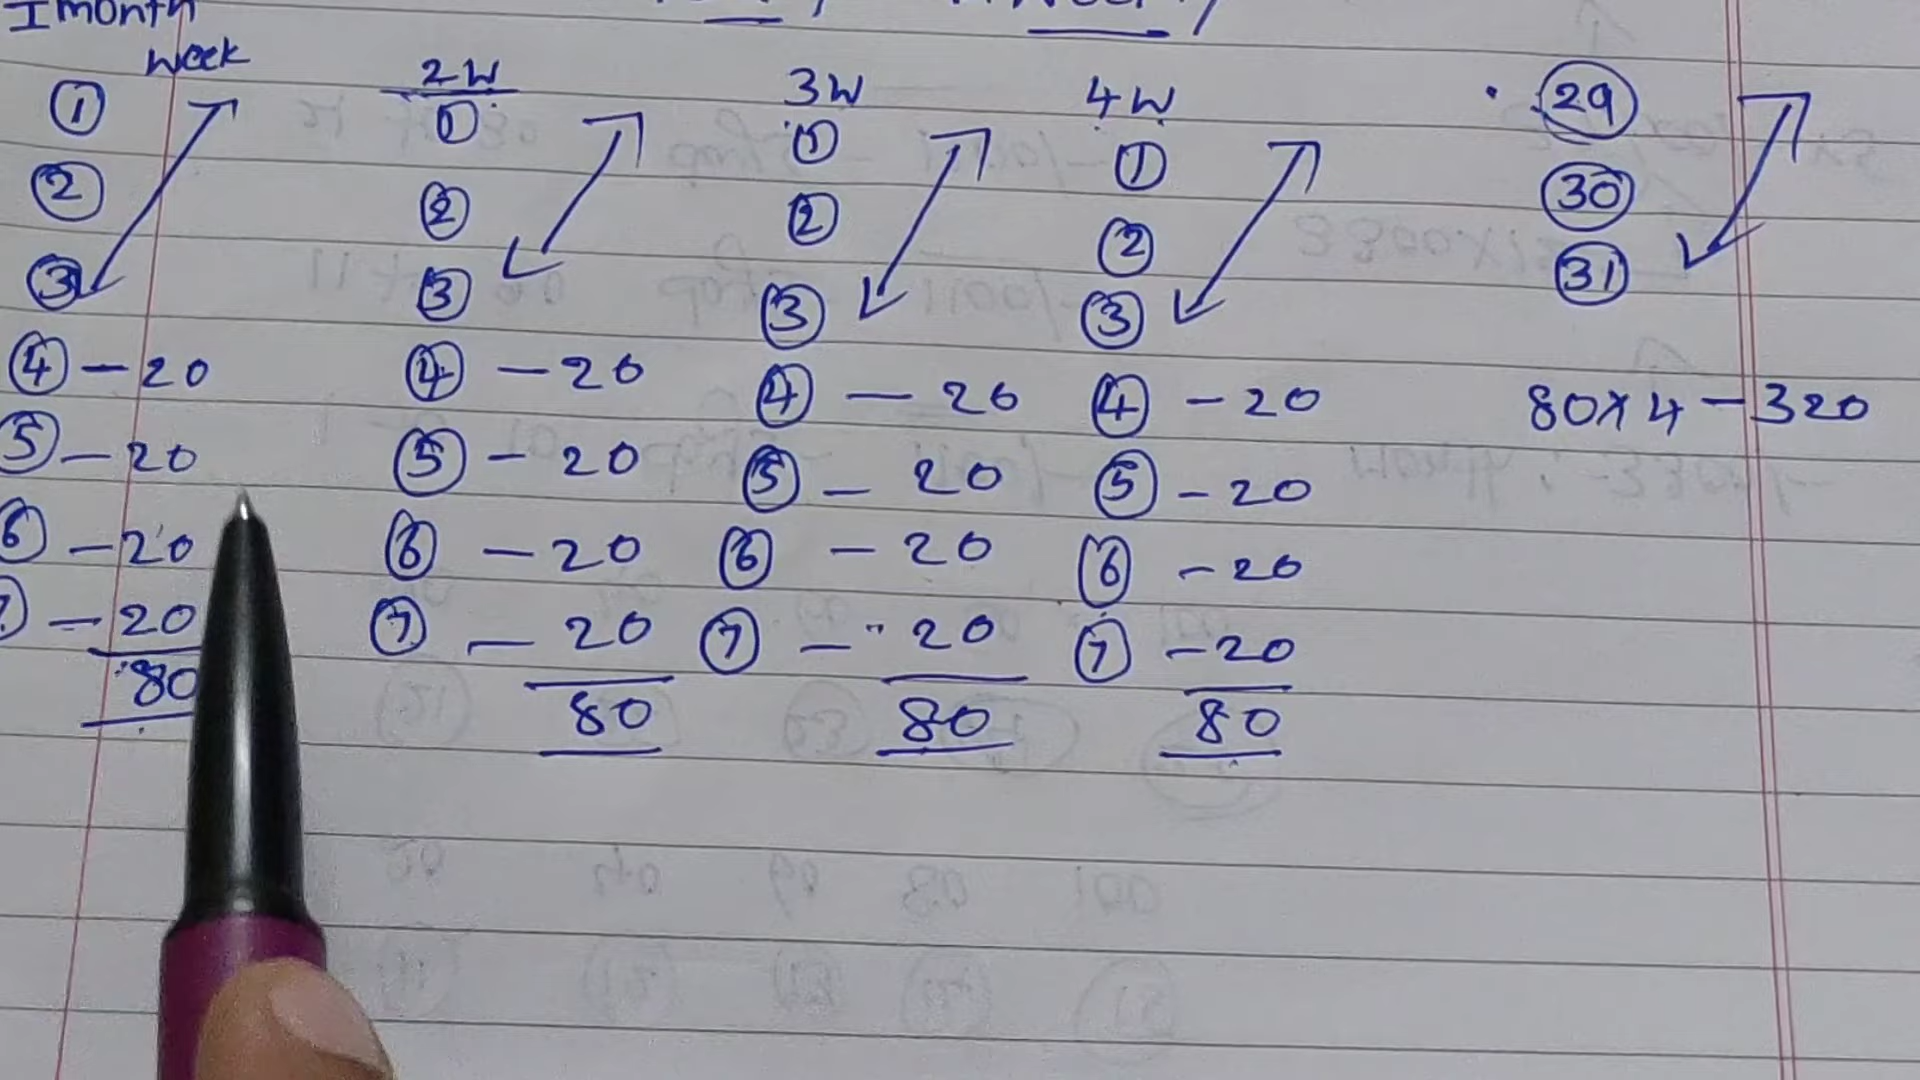 I month
week 2W 3W 4W
① ① ① ① 29
② ② ② ② 30
③ ③ ③ ③ 31
④ - 20 ④ - 20 ④ - 20 ④ - 20 80 x 4 - 320
⑤ - 20 ⑤ - 20 ⑤ - 20 ⑤ - 20
⑥ - 20 ⑥ - 20 ⑥ - 20 ⑥ - 20
- 20 ⑦ - 20 ⑦ - 20 ⑦ - 20
80 80 80 80